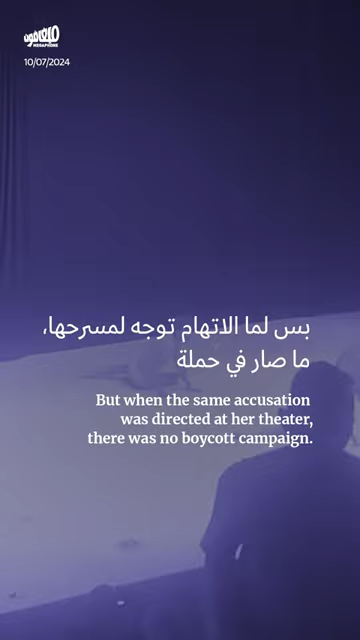 ميغافون
MEGAPHONE
10/07/2024
بس لما الاتهام توجه لمسرحها،
ما صار في حملة
But when the same accusation
was directed at her theater,
there was no boycott campaign.